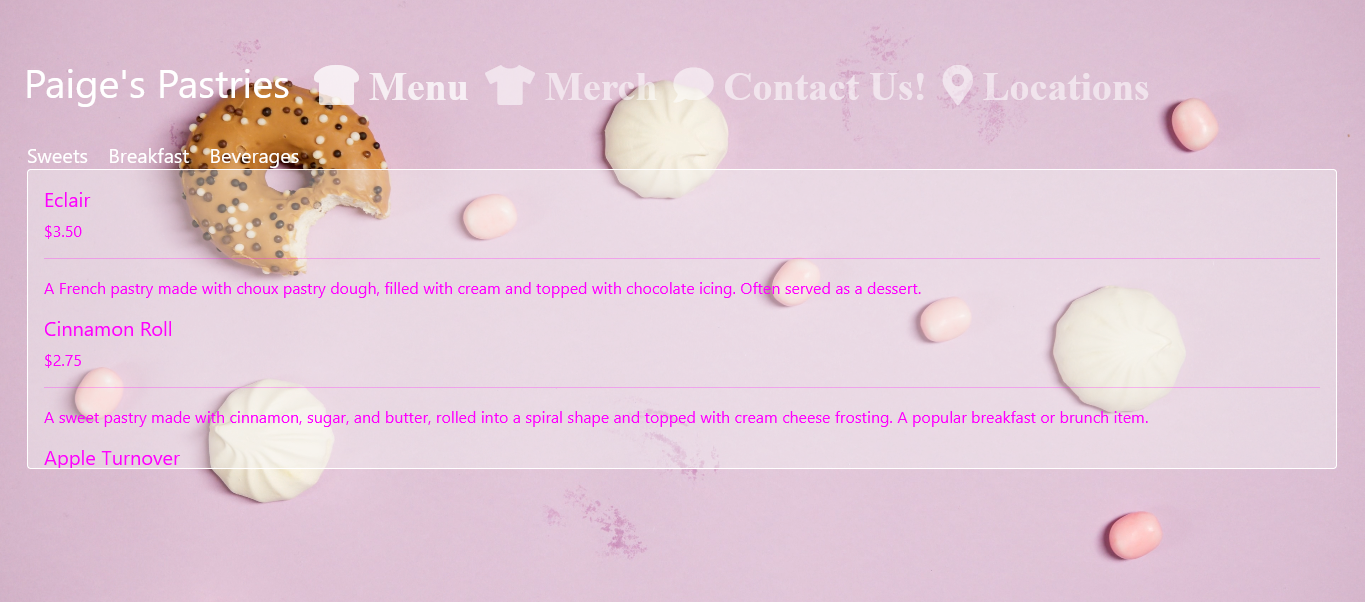 Paige's Pastries Menu Merch Contact Us! Locations
Sweets Breakfast Beverages
Eclair
$3.50
A French pastry made with choux pastry dough, filled with cream and topped with chocolate icing. Often served as a dessert.
Cinnamon Roll
$2.75
A sweet pastry made with cinnamon, sugar, and butter, rolled into a spiral shape and topped with cream cheese frosting. A popular breakfast or brunch item.
Apple Turnover